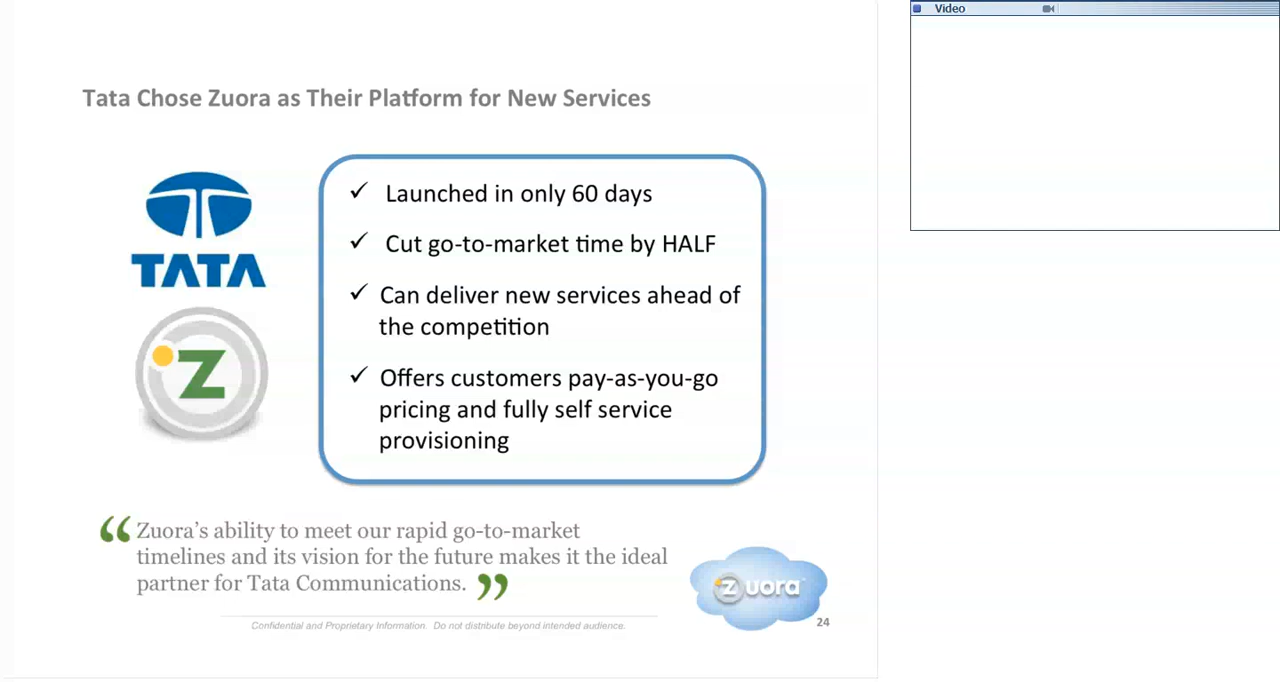 Video
Tata Chose Zuora as Their Platform for New Services
TATA
✓ Launched in only 60 days
✓ Cut go-to-market time by HALF
✓ Can deliver new services ahead of
the competition
✓ Offers customers pay-as-you-go
pricing and fully self service
provisioning
Z
“Zuora’s ability to meet our rapid go-to-market
timelines and its vision for the future makes it the ideal
partner for Tata Communications.”
zuora
Confidential and Proprietary Information. Do not distribute beyond intended audience.
24